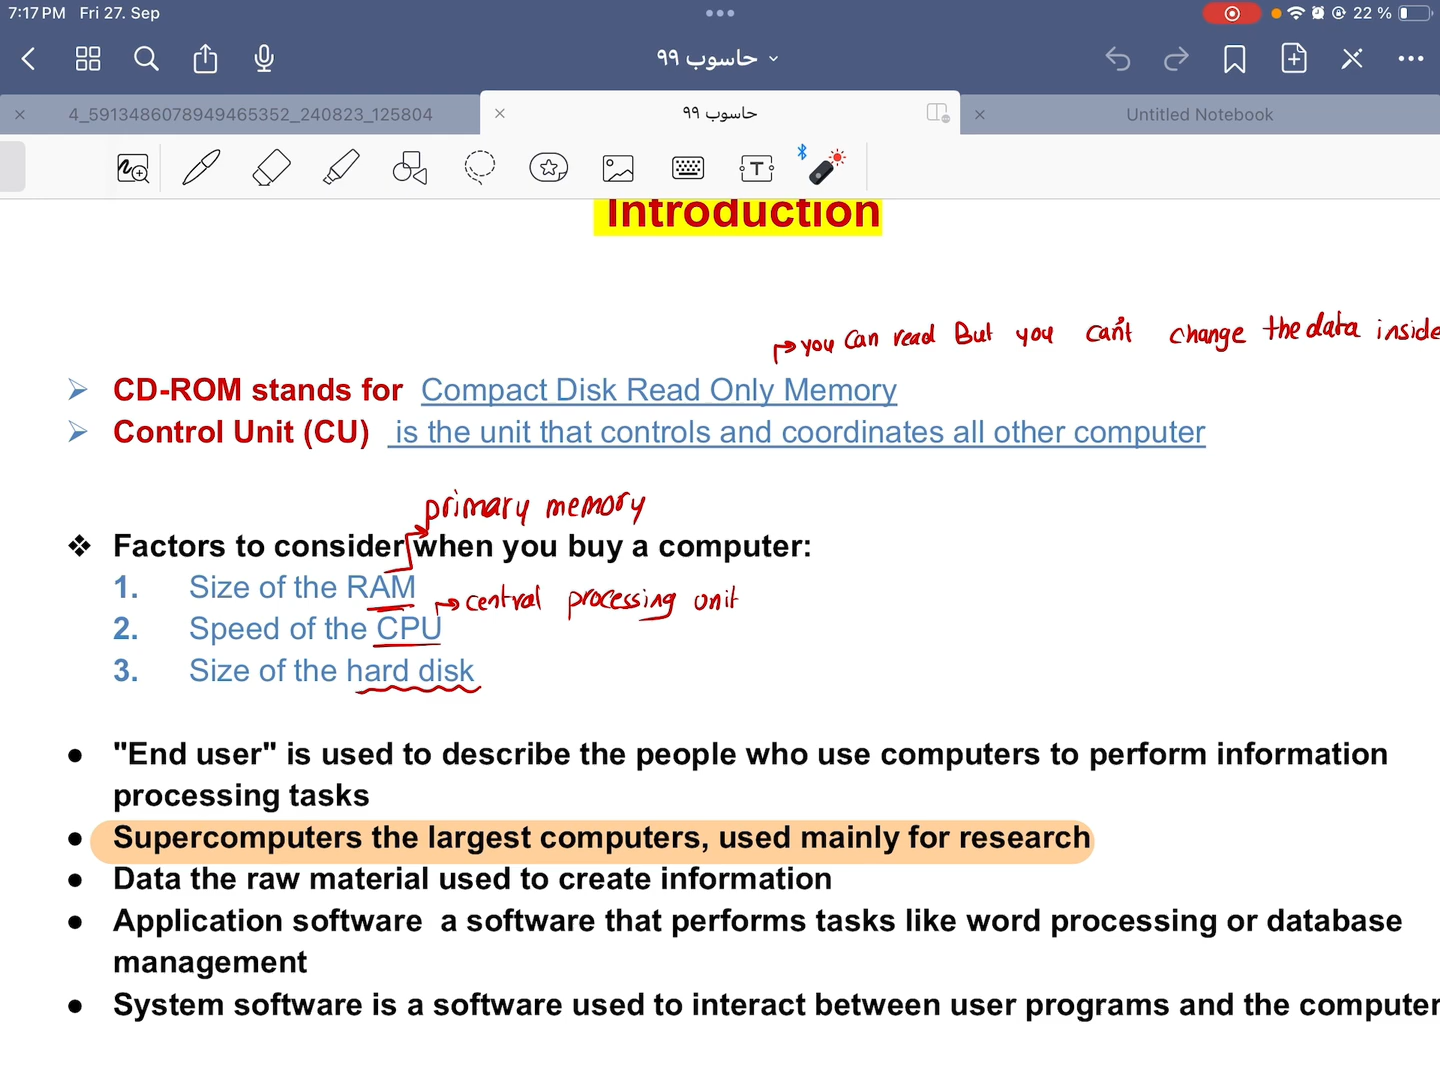 7:17 PM Fri 27. Sep
22 %
حاسوب ٩٩
4_5913486078949465352_240823_125804
حاسوب ٩٩
Untitled Notebook
T
Introduction
you Can read But you can't change the data inside
CD-ROM stands for Compact Disk Read Only Memory
Control Unit (CU) is the unit that controls and coordinates all other computer
primary memory
Factors to consider when you buy a computer:
1. Size of the RAM
central processing unit
2. Speed of the CPU
3. Size of the hard disk
"End user" is used to describe the people who use computers to perform information
processing tasks
Supercomputers the largest computers, used mainly for research
Data the raw material used to create information
Application software a software that performs tasks like word processing or database
management
System software is a software used to interact between user programs and the computer